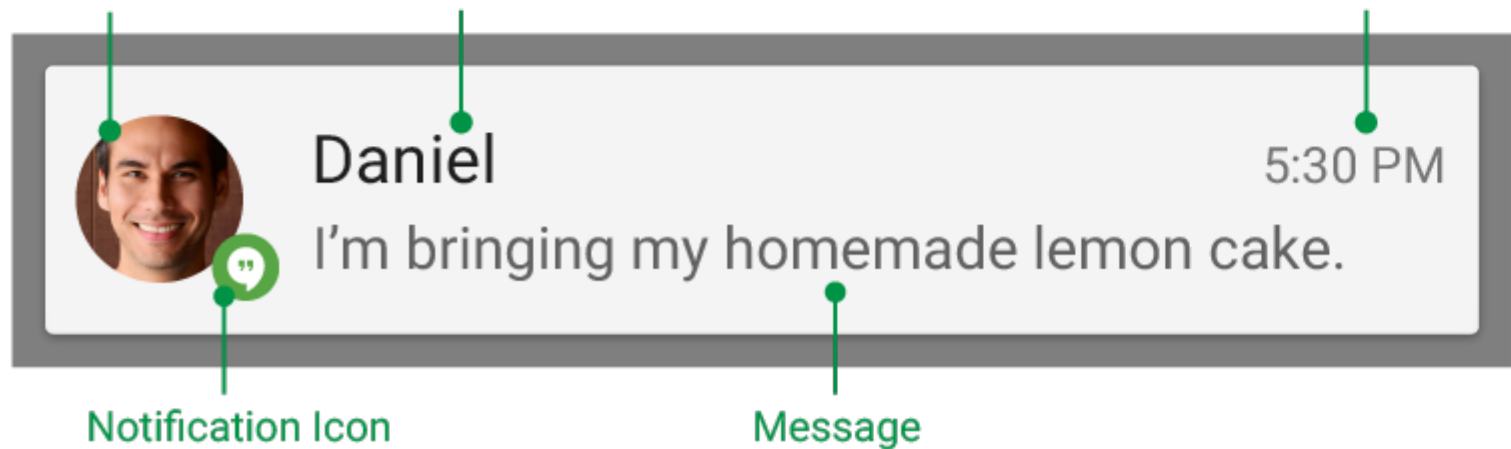 Daniel
5:30 PM
I’m bringing my homemade lemon cake.
Notification Icon
Message